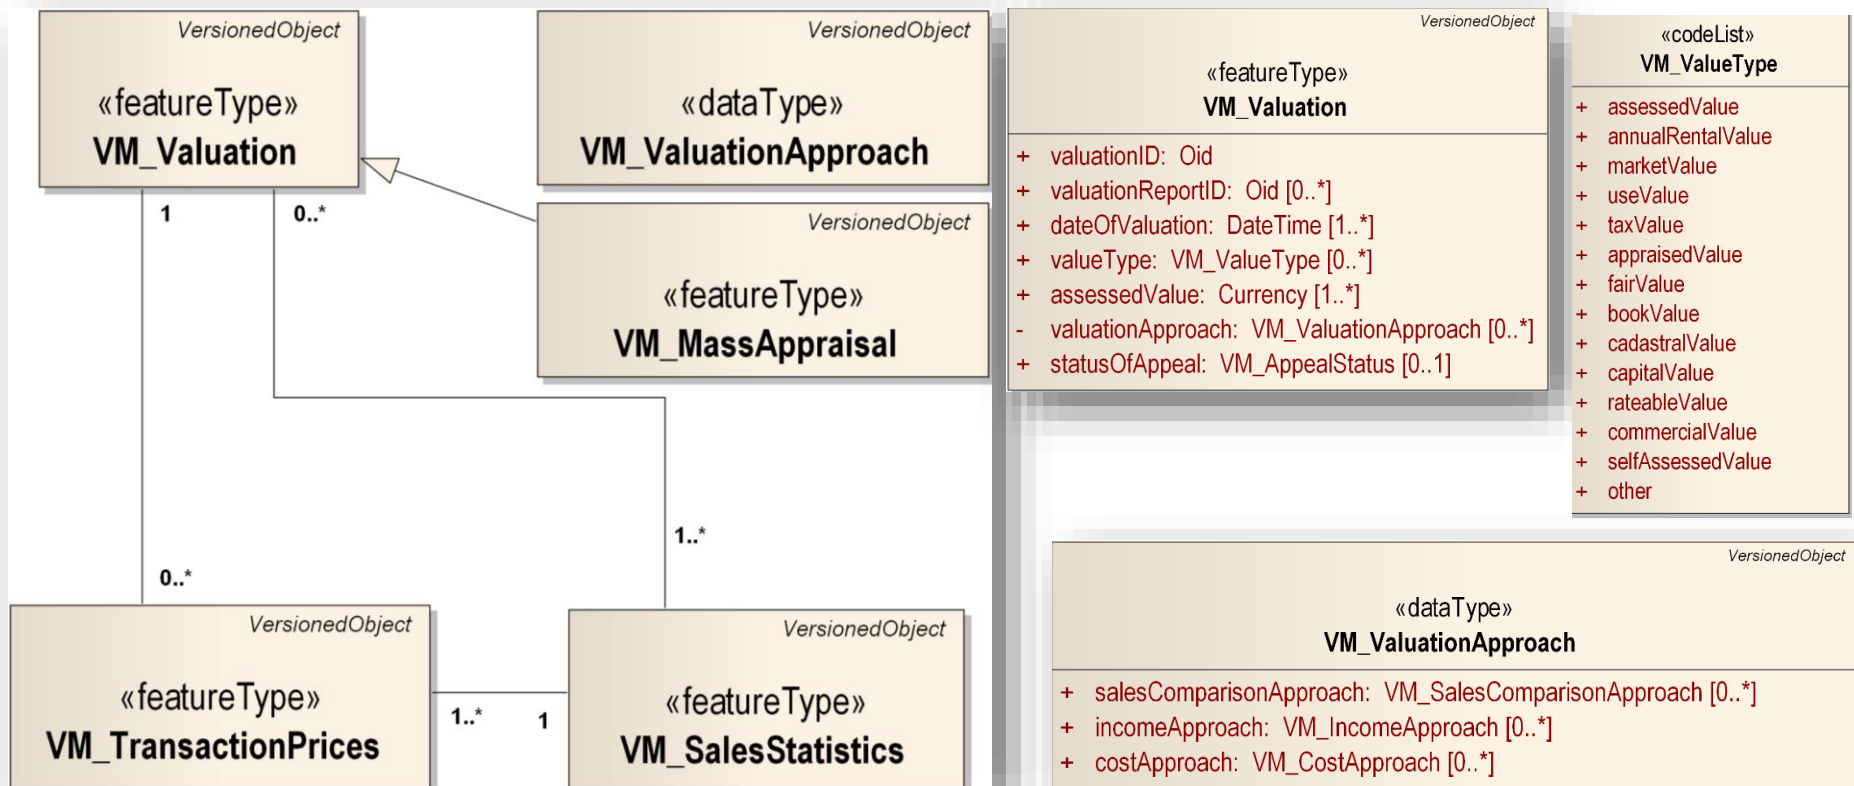 VersionedObject
«featureType»
VM_Valuation
VersionedObject
«dataType»
VM_ValuationApproach
VersionedObject
«featureType»
VM_MassAppraisal
1
0..*
1..*
0..*
VersionedObject
«featureType»
VM_TransactionPrices
1..*
1
VersionedObject
«featureType»
VM_SalesStatistics
VersionedObject
«featureType»
VM_Valuation
+ valuationID: Oid
+ valuationReportID: Oid [0..*]
+ dateOfValuation: DateTime [1..*]
+ valueType: VM_ValueType [0..*]
+ assessedValue: Currency [1..*]
- valuationApproach: VM_ValuationApproach [0..*]
+ statusOfAppeal: VM_AppealStatus [0..1]
«codeList»
VM_ValueType
+ assessedValue
+ annualRentalValue
+ marketValue
+ useValue
+ taxValue
+ appraisedValue
+ fairValue
+ bookValue
+ cadastralValue
+ capitalValue
+ rateableValue
+ commercialValue
+ selfAssessedValue
+ other
VersionedObject
«dataType»
VM_ValuationApproach
+ salesComparisonApproach: VM_SalesComparisonApproach [0..*]
+ incomeApproach: VM_IncomeApproach [0..*]
+ costApproach: VM_CostApproach [0..*]